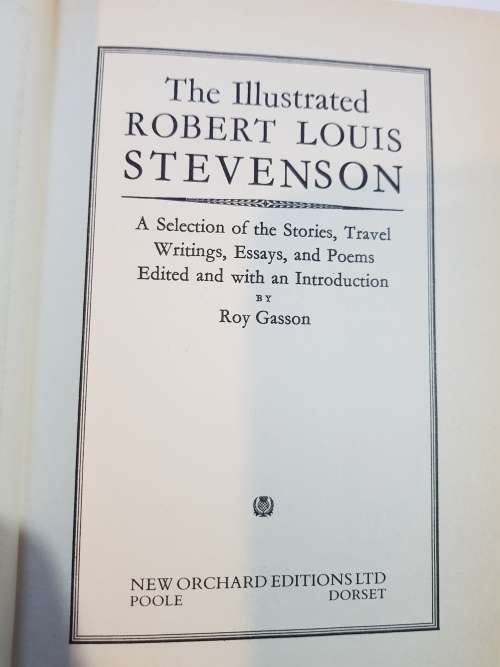 The Illustrated
ROBERT LOUIS
STEVENSON
A Selection of the Stories, Travel
Writings, Essays, and Poems
Edited and with an Introduction
BY
Roy Gasson
NEW ORCHARD EDITIONS LTD
POOLE DORSET